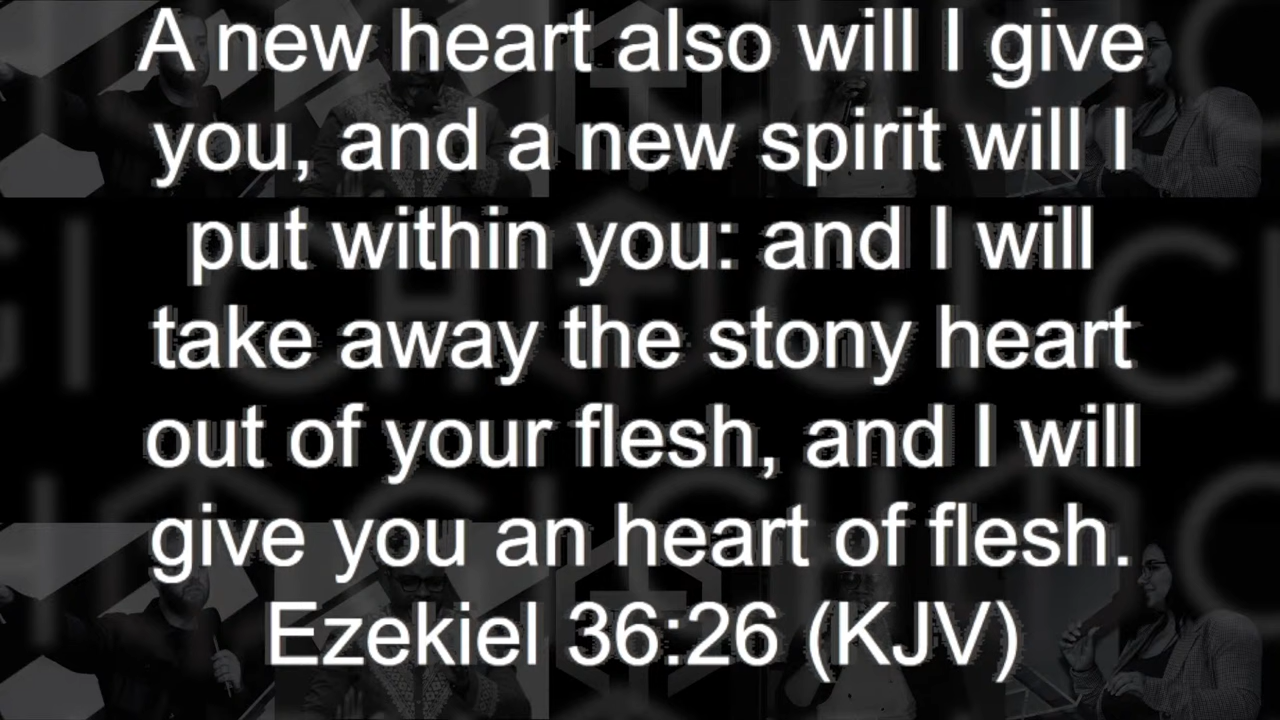 A new heart also will I give
you, and a new spirit will I
put within you: and I will
take away the stony heart
out of your flesh, and I will
give you an heart of flesh.
Ezekiel 36:26 (KJV)